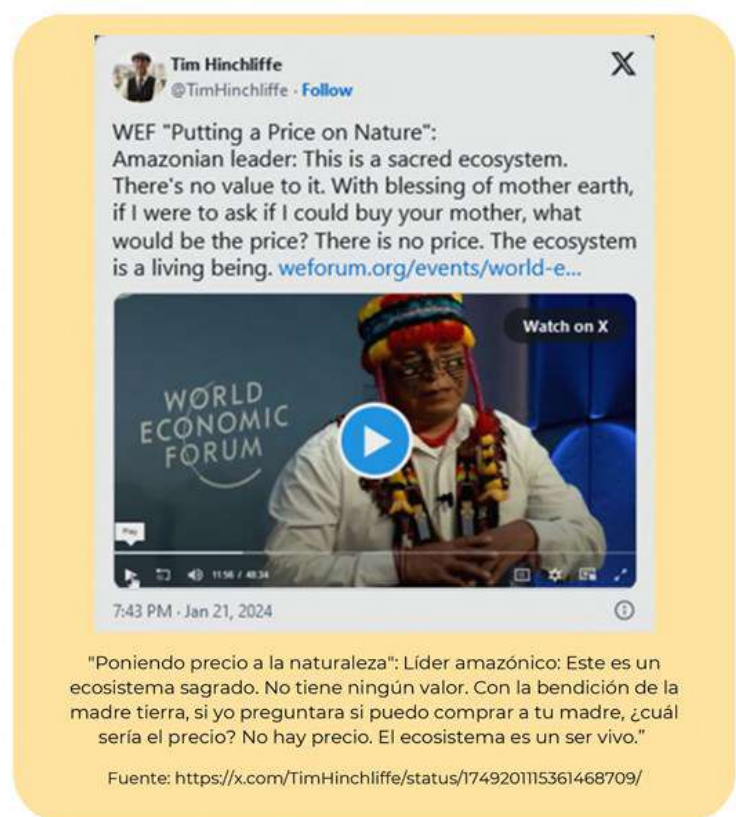 Tim Hinchliffe
@TimHinchliffe · Follow
WEF "Putting a Price on Nature":
Amazonian leader: This is a sacred ecosystem.
There's no value to it. With blessing of mother earth,
if I were to ask if I could buy your mother, what
would be the price? There is no price. The ecosystem
is a living being. weforum.org/events/world-e...
Watch on X
WORLD
ECONOMIC
FORUM
Play
11:56 / 48:34
7:43 PM · Jan 21, 2024
"Poniendo precio a la naturaleza": Líder amazónico: Este es un
ecosistema sagrado. No tiene ningún valor. Con la bendición de la
madre tierra, si yo preguntara si puedo comprar a tu madre, ¿cuál
sería el precio? No hay precio. El ecosistema es un ser vivo.”
Fuente: https://x.com/TimHinchliffe/status/1749201115361468709/